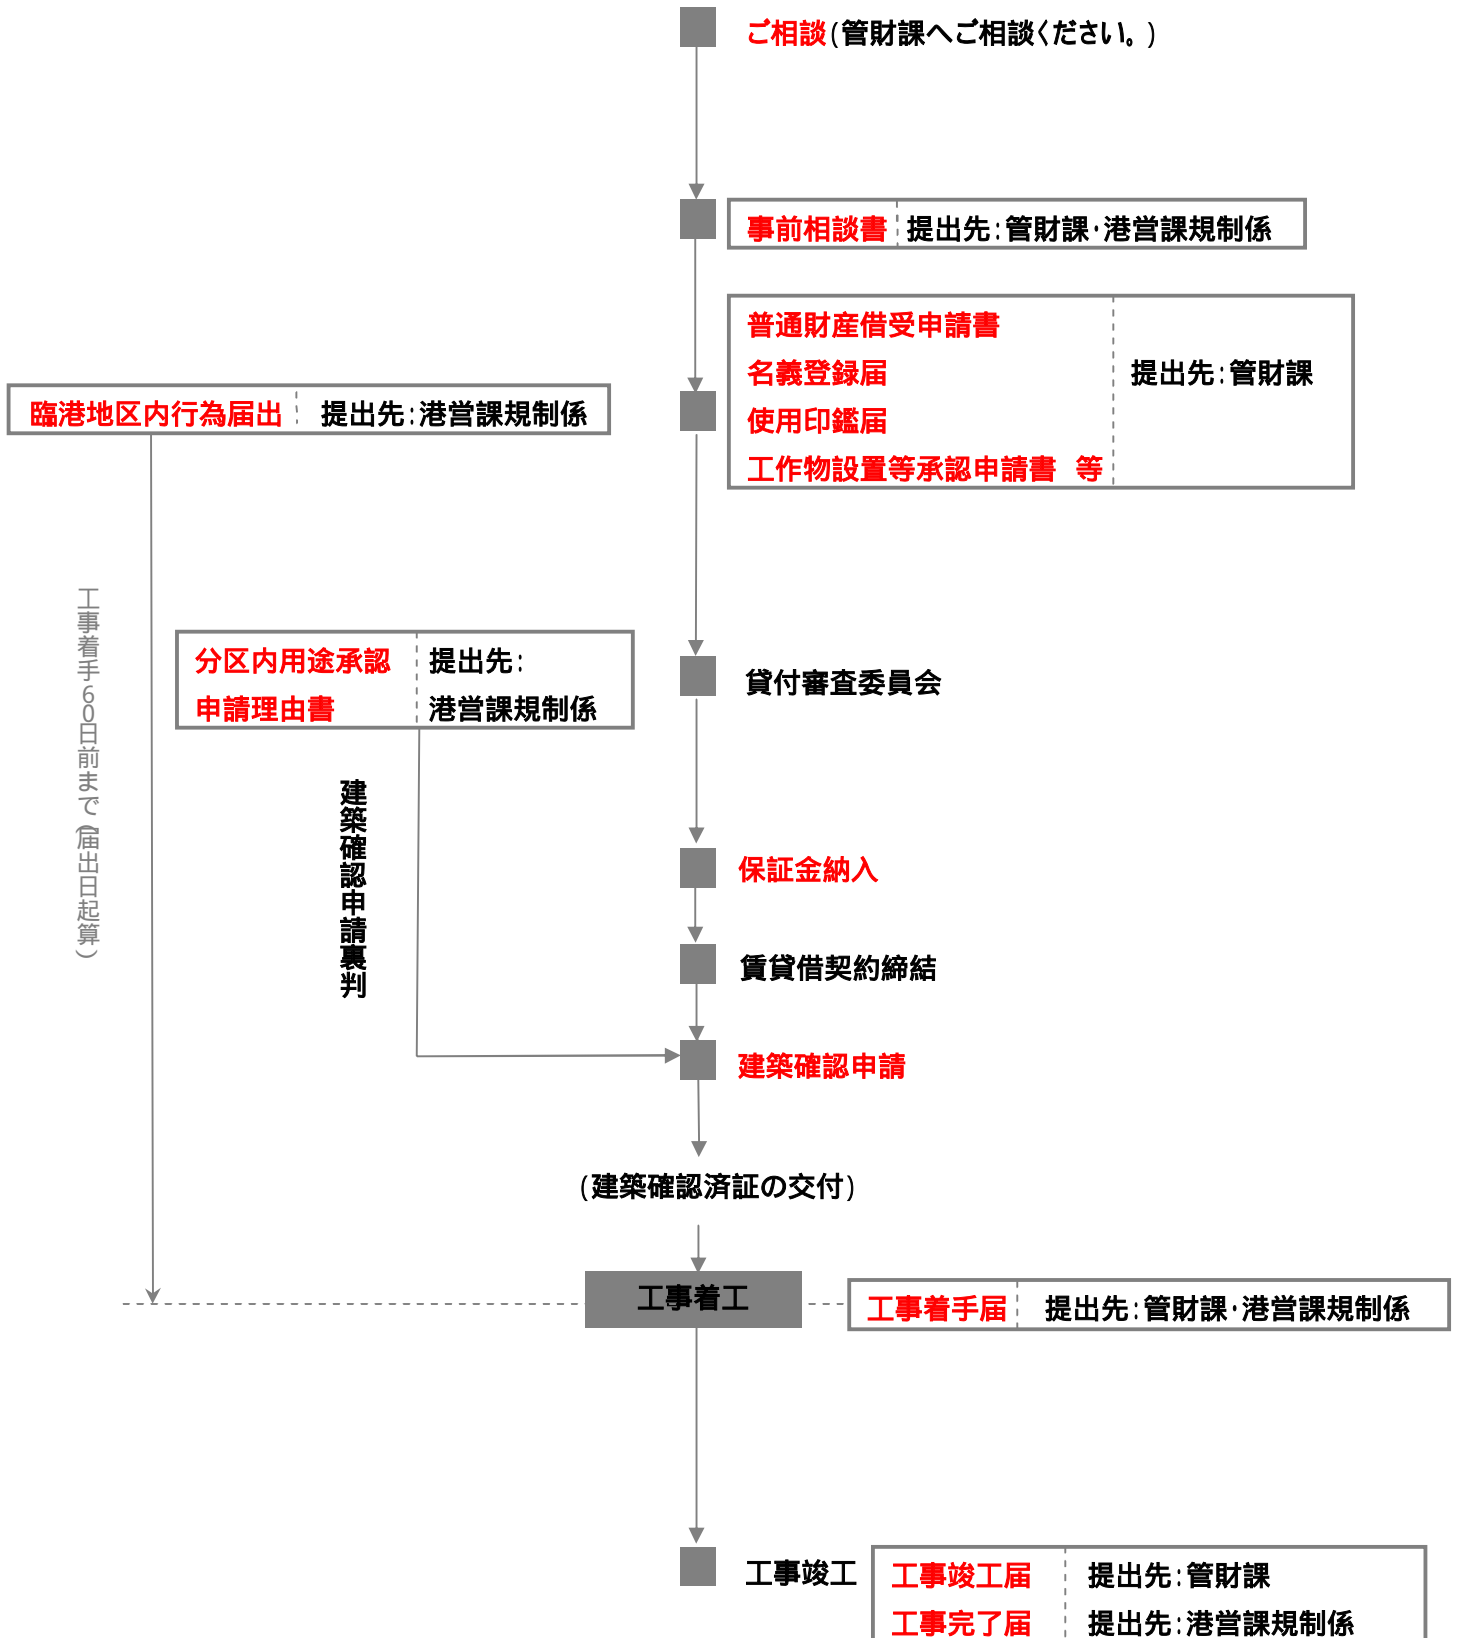 ご相談(管財課へご相談ください。)
事前相談書 提出先:管財課・港営課規制係
普通財産借受申請書
名義登録届 提出先:管財課
使用印鑑届
工作物設置等承認申請書 等
臨港地区内行為届出 提出先:港営課規制係
工事着手60日前まで(届出日起算)
分区内用途承認 提出先:
申請理由書 港営課規制係
貸付審査委員会
建築確認申請裏判
保証金納入
賃貸借契約締結
建築確認申請
(建築確認済証の交付)
工事着工
工事着手届 提出先:管財課・港営課規制係
工事竣工
工事竣工届 提出先:管財課
工事完了届 提出先:港営課規制係